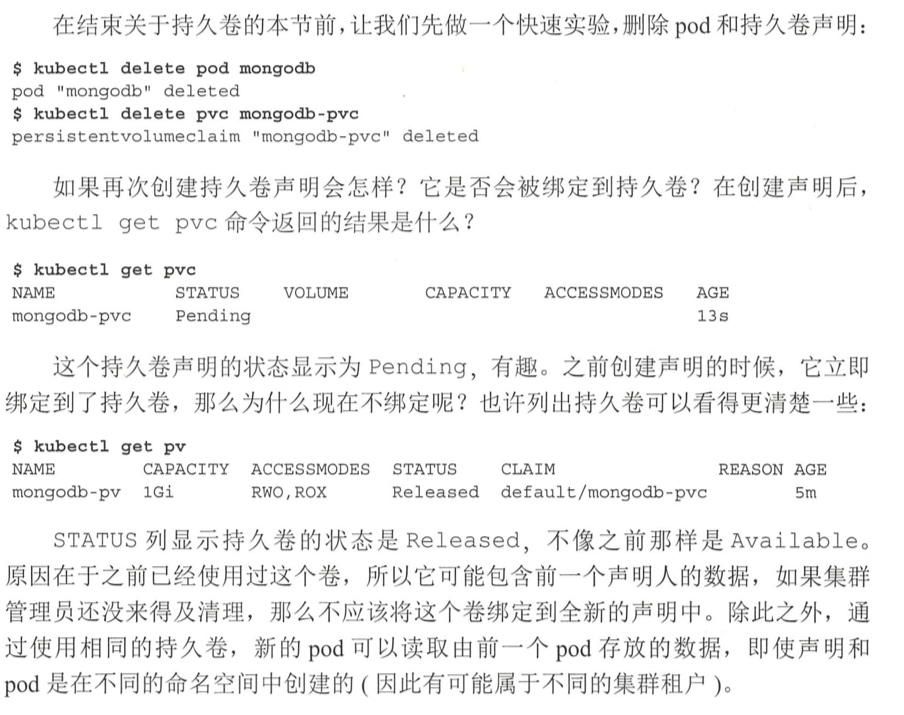 在结束关于持久卷的本节前,让我们先做一个快速实验,删除 pod 和持久卷声明:
$ kubectl delete pod mongodb
pod "mongodb" deleted
$ kubectl delete pvc mongodb-pvc
persistentvolumeclaim "mongodb-pvc" deleted
如果再次创建持久卷声明会怎样？它是否会被绑定到持久卷？在创建声明后，
kubectl get pvc 命令返回的结果是什么？
$ kubectl get pvc
NAME STATUS VOLUME CAPACITY ACCESSMODES AGE
mongodb-pvc Pending 13s
这个持久卷声明的状态显示为 Pending，有趣。之前创建声明的时候，它立即
绑定到了持久卷，那么为什么现在不绑定呢？也许列出持久卷可以看得更清楚一些：
$ kubectl get pv
NAME CAPACITY ACCESSMODES STATUS CLAIM REASON AGE
mongodb-pv 1Gi RWO,ROX Released default/mongodb-pvc 5m
STATUS 列显示持久卷的状态是 Released，不像之前那样是 Available。
原因在于之前已经使用过这个卷，所以它可能包含前一个声明人的数据，如果集群
管理员还没来得及清理，那么不应该将这个卷绑定到全新的声明中。除此之外，通
过使用相同的持久卷，新的 pod 可以读取由前一个 pod 存放的数据，即使声明和
pod 是在不同的命名空间中创建的 ( 因此有可能属于不同的集群租户 )。